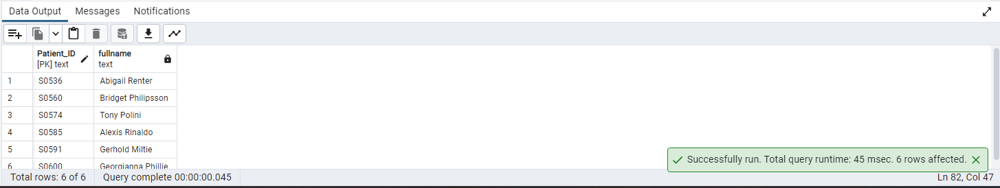 Data Output Messages Notifications
Patient_ID fullname
[PK] text text
1 S0536 Abigail Renter
2 S0560 Bridget Philipsson
3 S0574 Tony Polini
4 S0585 Alexis Rinaldo
5 S0591 Gerhold Miltie
6 S0600 Georgianna Phillie
Successfully run. Total query runtime: 45 msec. 6 rows affected.
Total rows: 6 of 6 Query complete 00:00:00.045 Ln 82, Col 47